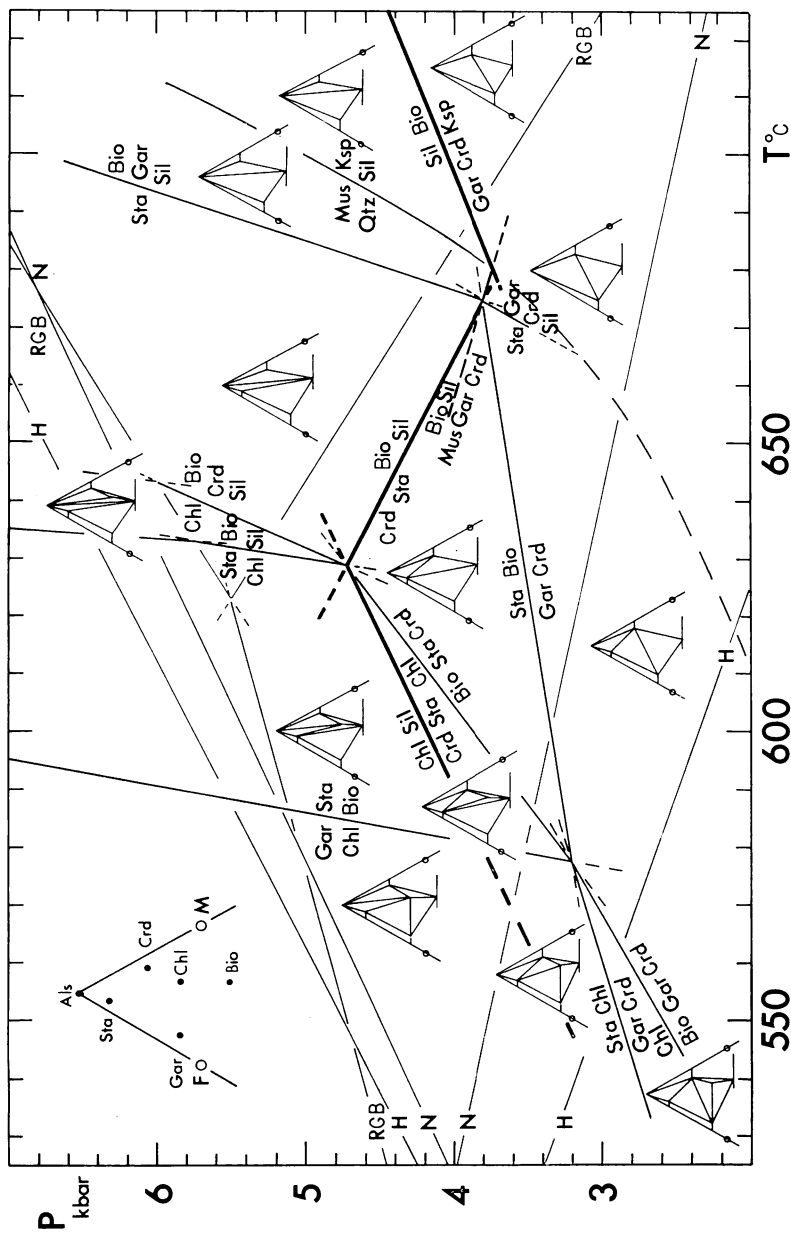 P kbar
6
5
4
3
T°C
550
600
650
Als
Sta
Crd
Gar
Chl
Bio
F
M
H
RGB
N
RGB
H
N
N
H
H
RGB
N
Gar Sta
Chl Bio
Chl Sil
Crd Sta
Chl
Bio Sta Crd
Sta Bio
Chl Sil
Chl
Bio Crd Sil
Bio Sil
Crd Sta
Bio Sil
Mus Gar Crd
Sta Bio
Gar Crd
Sta
Gar Crd Sil
Sta
Bio Gar Sil
Mus Qtz
Ksp Sil
Sil Bio
Gar Crd Ksp
Sta Chl
Gar Crd
Chl
Bio Gar Crd